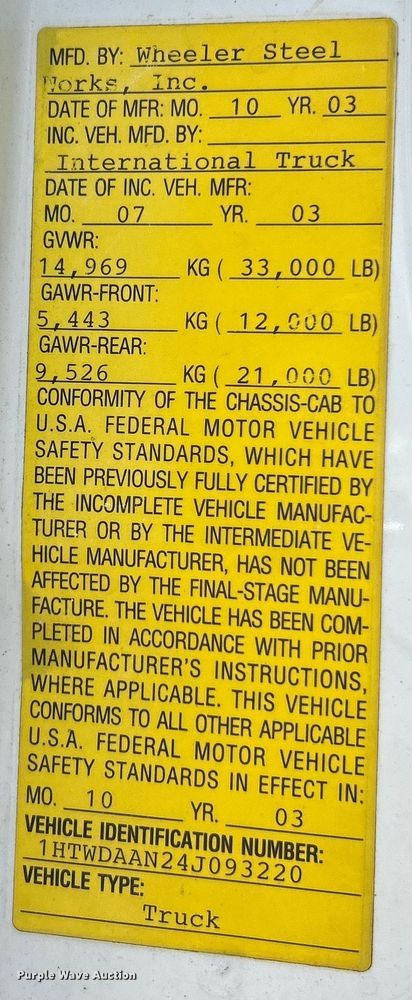 MFD. BY: Wheeler Steel
Works, Inc.
DATE OF MFR: MO. 10 YR. 03
INC. VEH. MFD. BY:
International Truck
DATE OF INC. VEH. MFR:
MO. 07 YR. 03
GVWR:
14,969 KG ( 33,000 LB)
GAWR-FRONT:
5,443 KG ( 12,000 LB)
GAWR-REAR:
9,526 KG ( 21,000 LB)
CONFORMITY OF THE CHASSIS-CAB TO
U.S.A. FEDERAL MOTOR VEHICLE
SAFETY STANDARDS, WHICH HAVE
BEEN PREVIOUSLY FULLY CERTIFIED BY
THE INCOMPLETE VEHICLE MANUFAC-
TURER OR BY THE INTERMEDIATE VE-
HICLE MANUFACTURER, HAS NOT BEEN
AFFECTED BY THE FINAL-STAGE MANU-
FACTURE. THE VEHICLE HAS BEEN COM-
PLETED IN ACCORDANCE WITH PRIOR
MANUFACTURER'S INSTRUCTIONS,
WHERE APPLICABLE. THIS VEHICLE
CONFORMS TO ALL OTHER APPLICABLE
U.S.A. FEDERAL MOTOR VEHICLE
SAFETY STANDARDS IN EFFECT IN:
MO. 10 YR. 03
VEHICLE IDENTIFICATION NUMBER:
1HTWDAAN24J093220
VEHICLE TYPE:
Truck
Purple Wave Auction